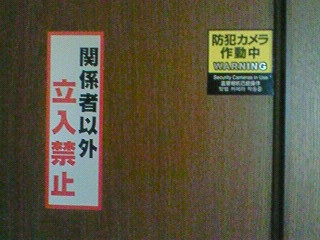 関係者以外
立入禁止
防犯カメラ
作動中
WARNING
Security Cameras in Use